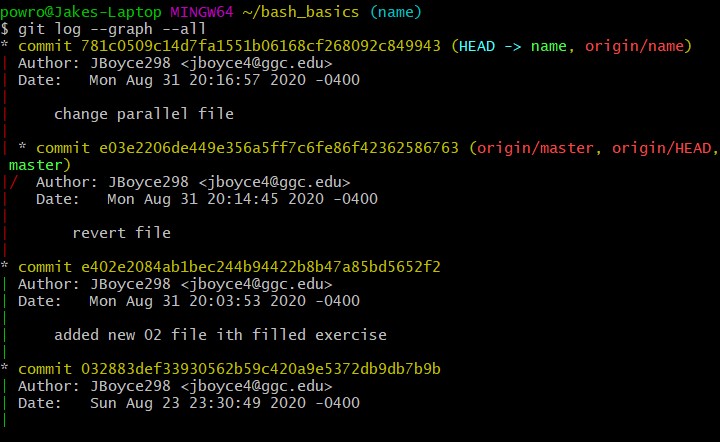 powro@Jakes-Laptop MINGW64 ~/bash_basics (name)
$ git log --graph --all
* commit 781c0509c14d7fa1551b06168cf268092c849943 (HEAD -> name, origin/name)
| Author: JBoyce298 <jboyce4@ggc.edu>
| Date:   Mon Aug 31 20:16:57 2020 -0400
|
|     change parallel file
|
| * commit e03e2206de449e356a5ff7c6fe86f42362586763 (origin/master, origin/HEAD,
 master)
|/  Author: JBoyce298 <jboyce4@ggc.edu>
|   Date:   Mon Aug 31 20:14:45 2020 -0400
|
|       revert file
|
* commit e402e2084ab1bec244b94422b8b47a85bd5652f2
| Author: JBoyce298 <jboyce4@ggc.edu>
| Date:   Mon Aug 31 20:03:53 2020 -0400
|
|     added new 02 file ith filled exercise
|
* commit 032883def33930562b59c420a9e5372db9db7b9b
| Author: JBoyce298 <jboyce4@ggc.edu>
| Date:   Sun Aug 23 23:30:49 2020 -0400
|